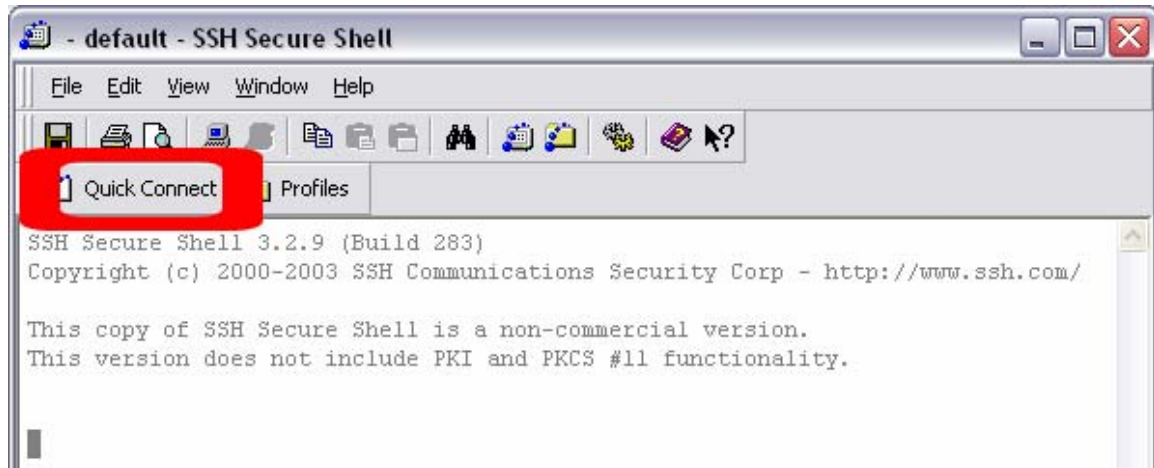 - default - SSH Secure Shell
File Edit View Window Help
Quick Connect Profiles
SSH Secure Shell 3.2.9 (Build 283)
Copyright (c) 2000-2003 SSH Communications Security Corp - http://www.ssh.com/
This copy of SSH Secure Shell is a non-commercial version.
This version does not include PKI and PKCS #11 functionality.